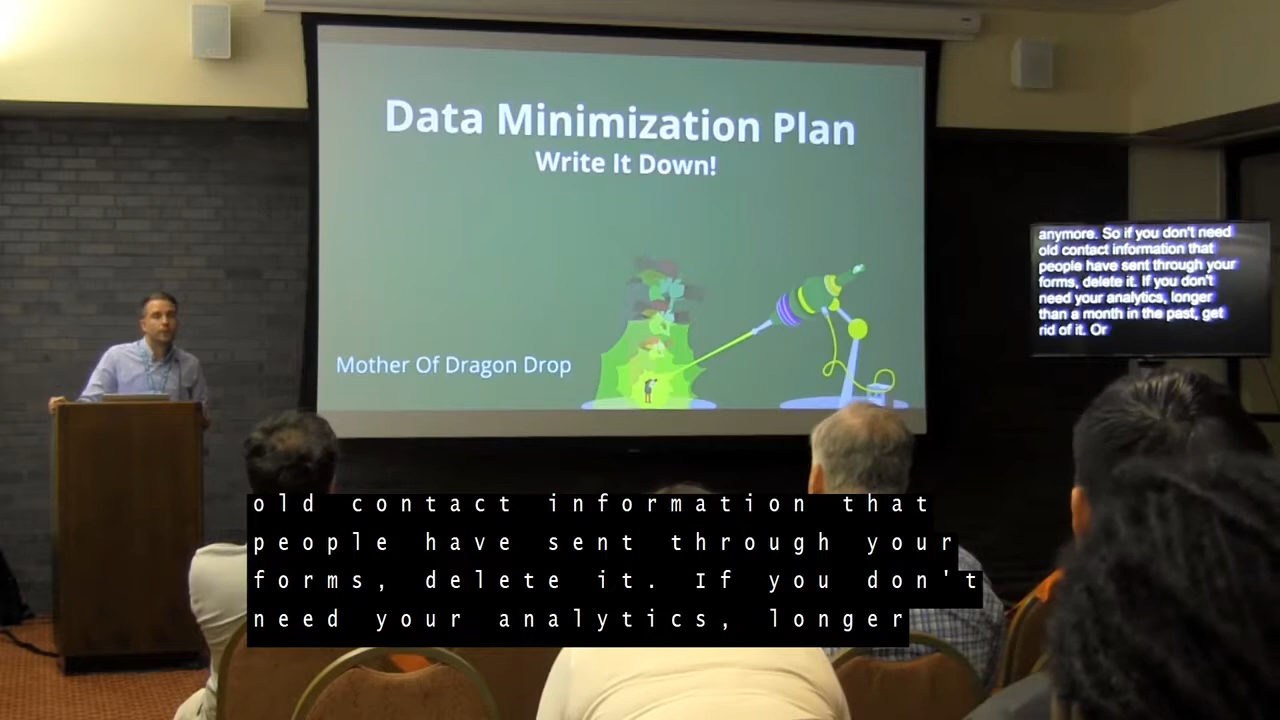 Data Minimization Plan
Write It Down!
Mother Of Dragon Drop
anymore. So if you don't need
old contact information that
people have sent through your
forms, delete it. If you don't
need your analytics, longer
than a month in the past, get
rid of it. Or
old contact information that
people have sent through your
forms, delete it. If you don't
need your analytics, longer